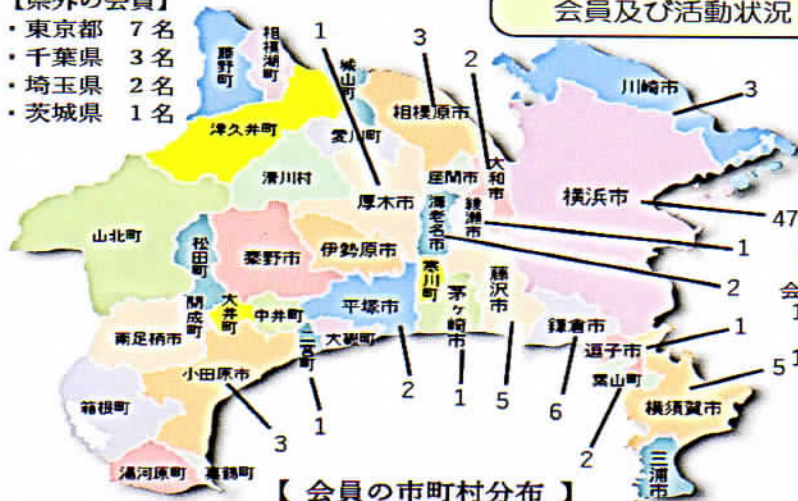 【県外の会員】
・東京都 7名
・千葉県 3名
・埼玉県 2名
・茨城県 1名
会員及び活動状況
藤野町
相模湖町
城山町
津久井町
相模原市
愛川町
清川村
厚木市
座間市
大和市
綾瀬市
海老名市
川崎市
横浜市
山北町
松田町
秦野市
伊勢原市
寒川町
茅ヶ崎市
藤沢市
開成町
大井町
中井町
平塚市
二宮町
大磯町
南足柄市
小田原市
箱根町
湯河原町
真鶴町
鎌倉市
逗子市
葉山町
横須賀市
三浦市
1
3
2
3
47
1
2
会
1
1
5
1
2
6
5
1
2
1
3
【 会員の市町村分布 】